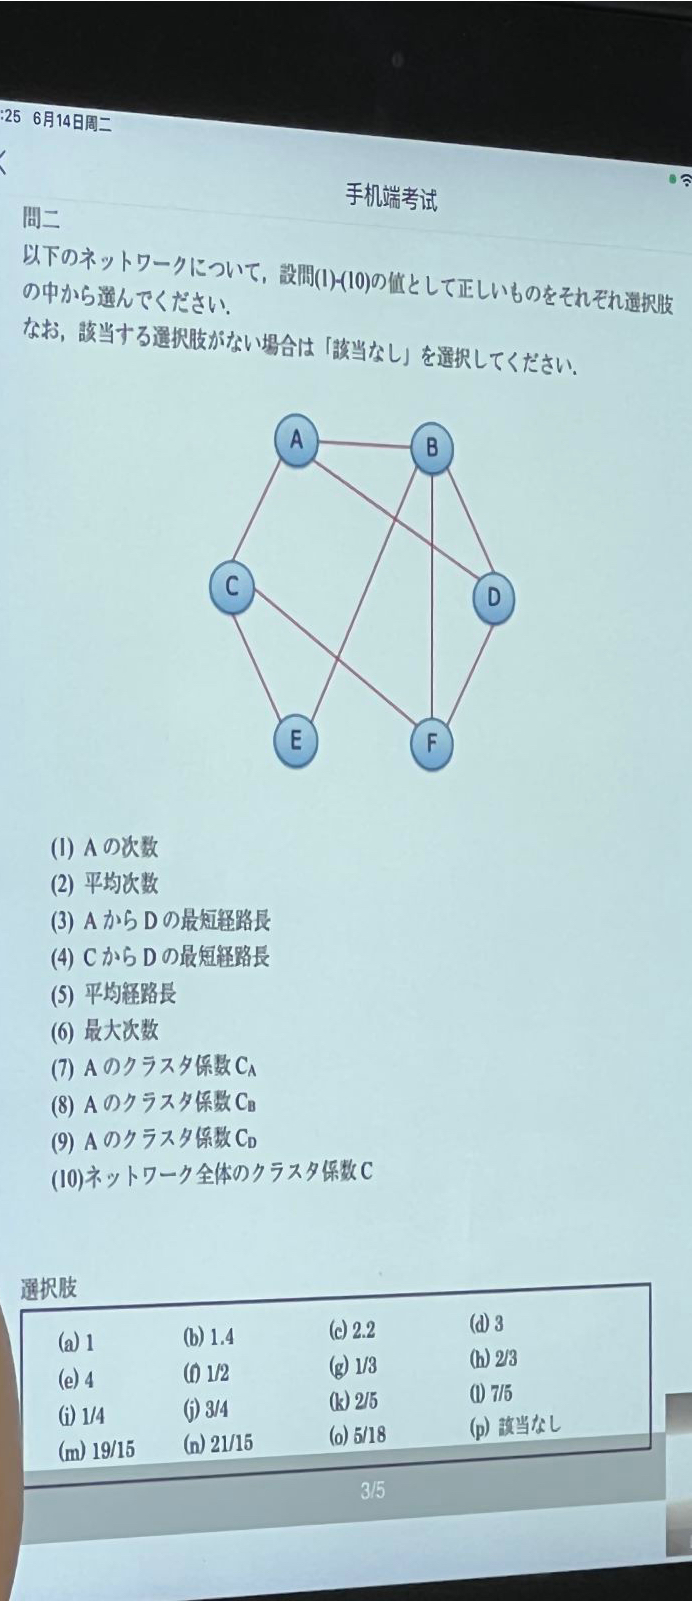 :25 6月14日周二
手机端考试
問二
以下のネットワークについて，設問(1)-(10)の値として正しいものをそれぞれ選択肢
の中から選んでください．
なお，該当する選択肢がない場合は「該当なし」を選択してください．
A
B
C
D
E
F
(1) A の次数
(2) 平均次数
(3) A から D の最短経路長
(4) C から D の最短経路長
(5) 平均経路長
(6) 最大次数
(7) A のクラスタ係数 CA
(8) A のクラスタ係数 CB
(9) A のクラスタ係数 CD
(10)ネットワーク全体のクラスタ係数 C
選択肢
(a) 1 (b) 1.4 (c) 2.2 (d) 3
(e) 4 (f) 1/2 (g) 1/3 (h) 2/3
(i) 1/4 (j) 3/4 (k) 2/5 (l) 7/5
(m) 19/15 (n) 21/15 (o) 5/18 (p) 該当なし
3/5